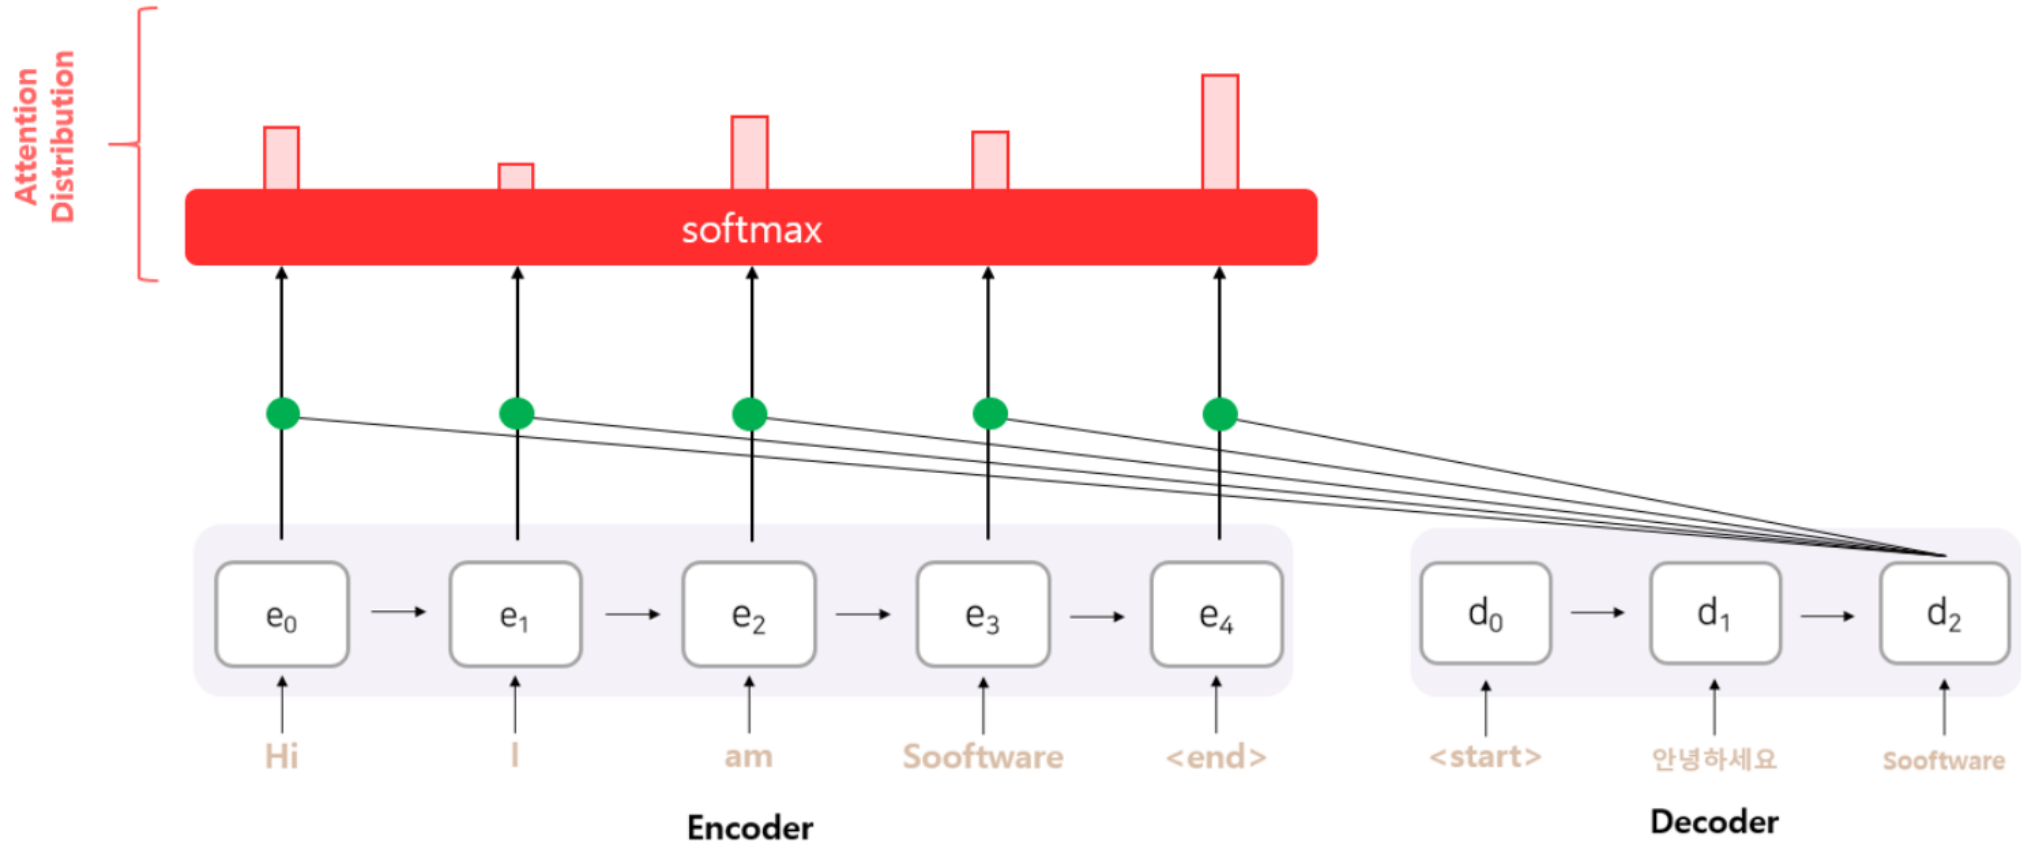 Attention
Distribution
softmax
e₀ e₁ e₂ e₃ e₄ d₀ d₁ d₂
Hi I am Sooftware <end> <start> 안녕하세요 Sooftware
Encoder Decoder